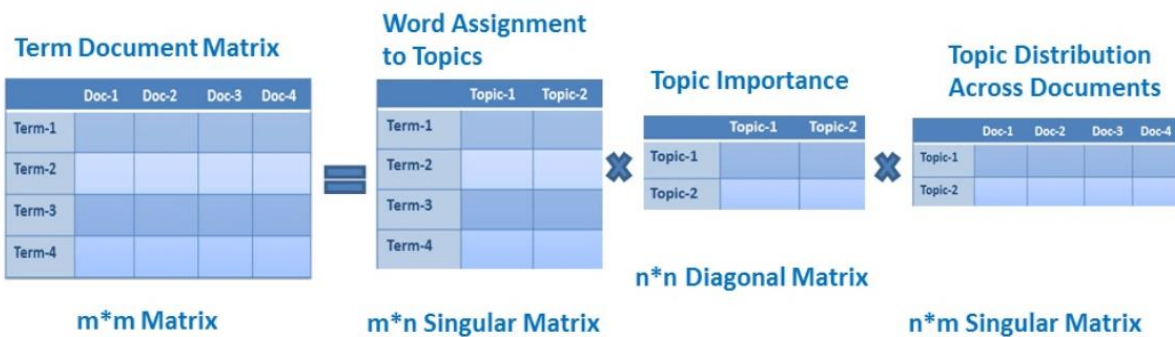 Term Document Matrix
Doc-1 Doc-2 Doc-3 Doc-4
Term-1
Term-2
Term-3
Term-4
m*m Matrix
Word Assignment
to Topics
Topic-1 Topic-2
Term-1
Term-2
Term-3
Term-4
m*n Singular Matrix
Topic Importance
Topic-1 Topic-2
Topic-1
Topic-2
n*n Diagonal Matrix
Topic Distribution
Across Documents
Doc-1 Doc-2 Doc-3 Doc-4
Topic-1
Topic-2
n*m Singular Matrix